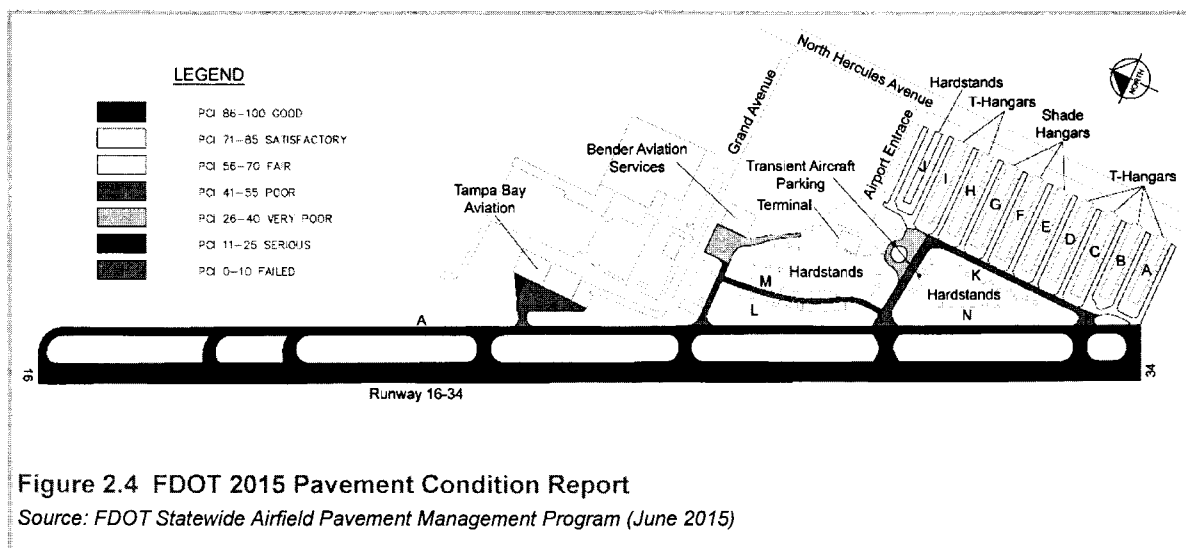 LEGEND
PCI 86-100 GOOD
PCI 71-85 SATISFACTORY
PCI 56-70 FAIR
PCI 41-55 POOR
PCI 26-40 VERY POOR
PCI 11-25 SERIOUS
PCI 0-10 FAILED
North Hercules Avenue
Grand Avenue
Airport Entrace
Hardstands
T-Hangars
Shade
Hangars
T-Hangars
NORTH
Bender Aviation
Services
Transient Aircraft
Parking
Terminal
Tampa Bay
Aviation
J
I
H
G
F
E
D
C
B
A
Hardstands
M
L
K
Hardstands
N
A
16
34
Runway 16-34
Figure 2.4 FDOT 2015 Pavement Condition Report
Source: FDOT Statewide Airfield Pavement Management Program (June 2015)